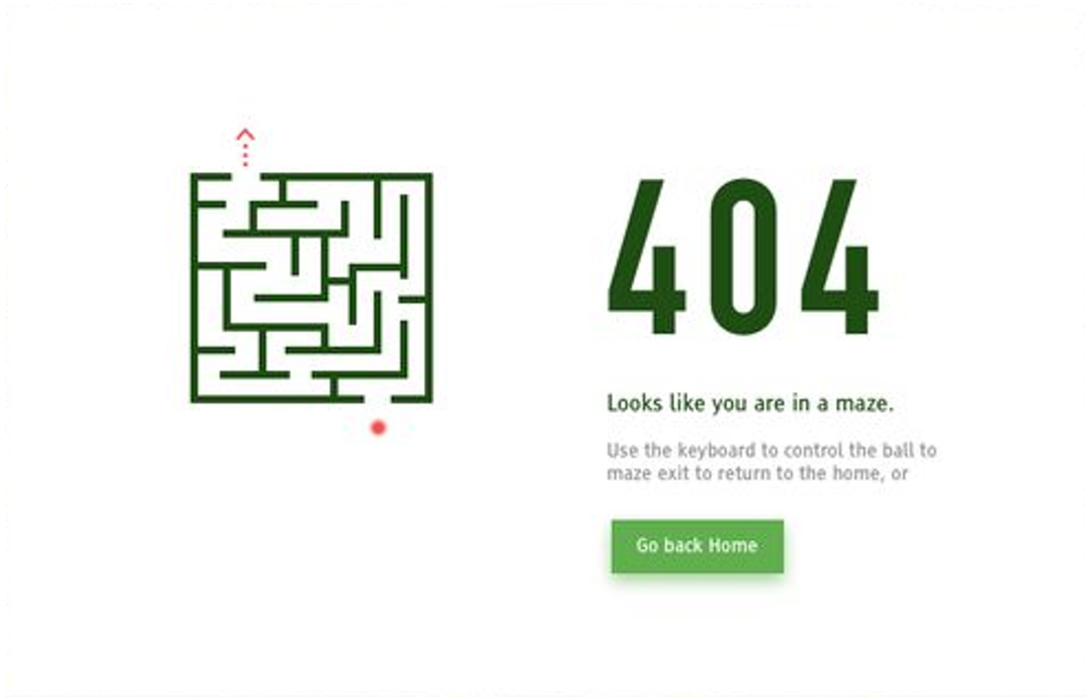 404
Looks like you are in a maze.
Use the keyboard to control the ball to
maze exit to return to the home, or
Go back Home